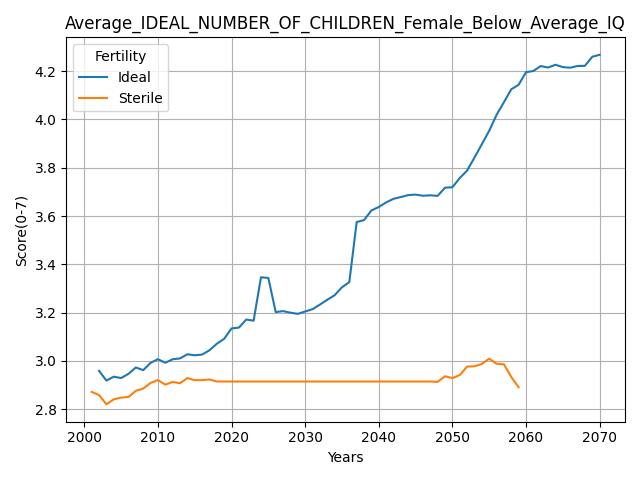 Average_IDEAL_NUMBER_OF_CHILDREN_Female_Below_Average_IQ
Fertility
Ideal
Sterile
Score(0-7)
4.2
4.0
3.8
3.6
3.4
3.2
3.0
2.8
2000 2010 2020 2030 2040 2050 2060 2070
Years